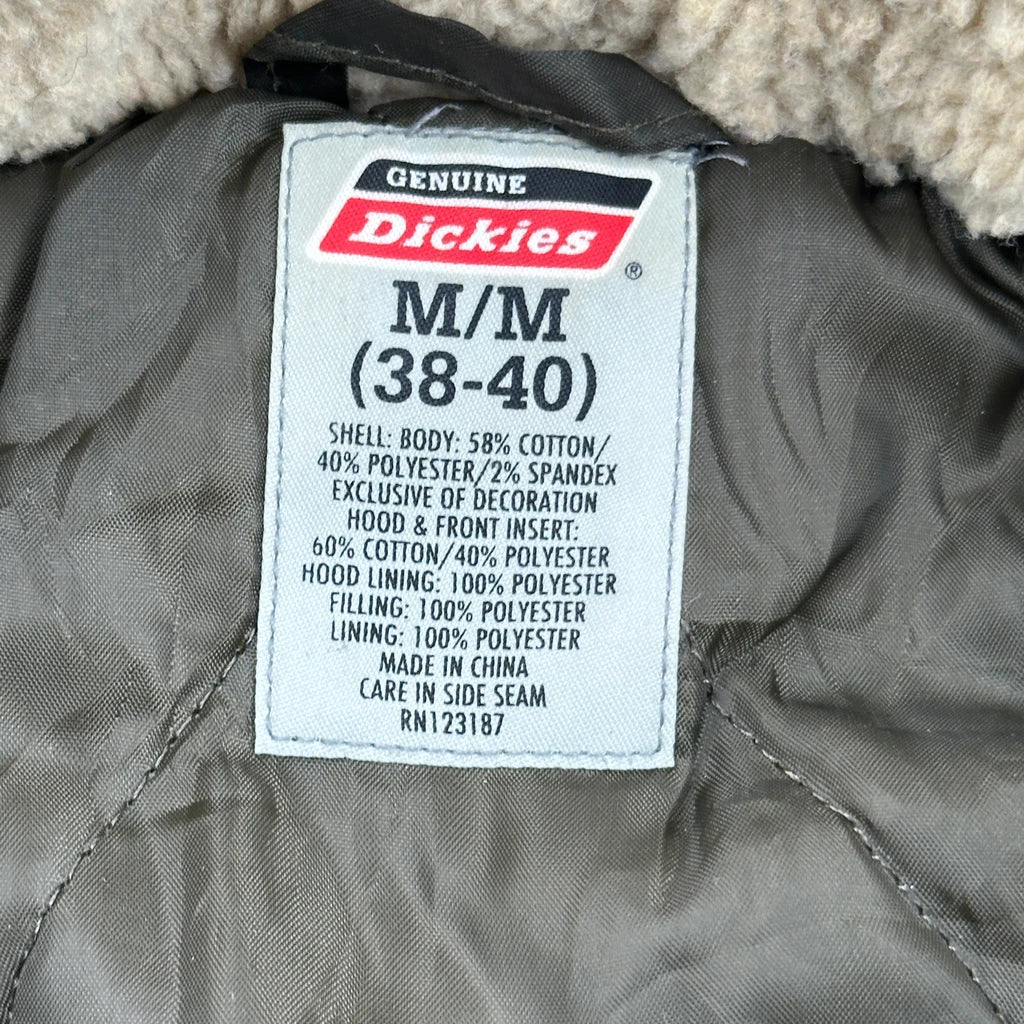 GENUINE
Dickies
®
M/M
(38-40)
SHELL: BODY: 58% COTTON/
40% POLYESTER/2% SPANDEX
EXCLUSIVE OF DECORATION
HOOD & FRONT INSERT:
60% COTTON/40% POLYESTER
HOOD LINING: 100% POLYESTER
FILLING: 100% POLYESTER
LINING: 100% POLYESTER
MADE IN CHINA
CARE IN SIDE SEAM
RN123187